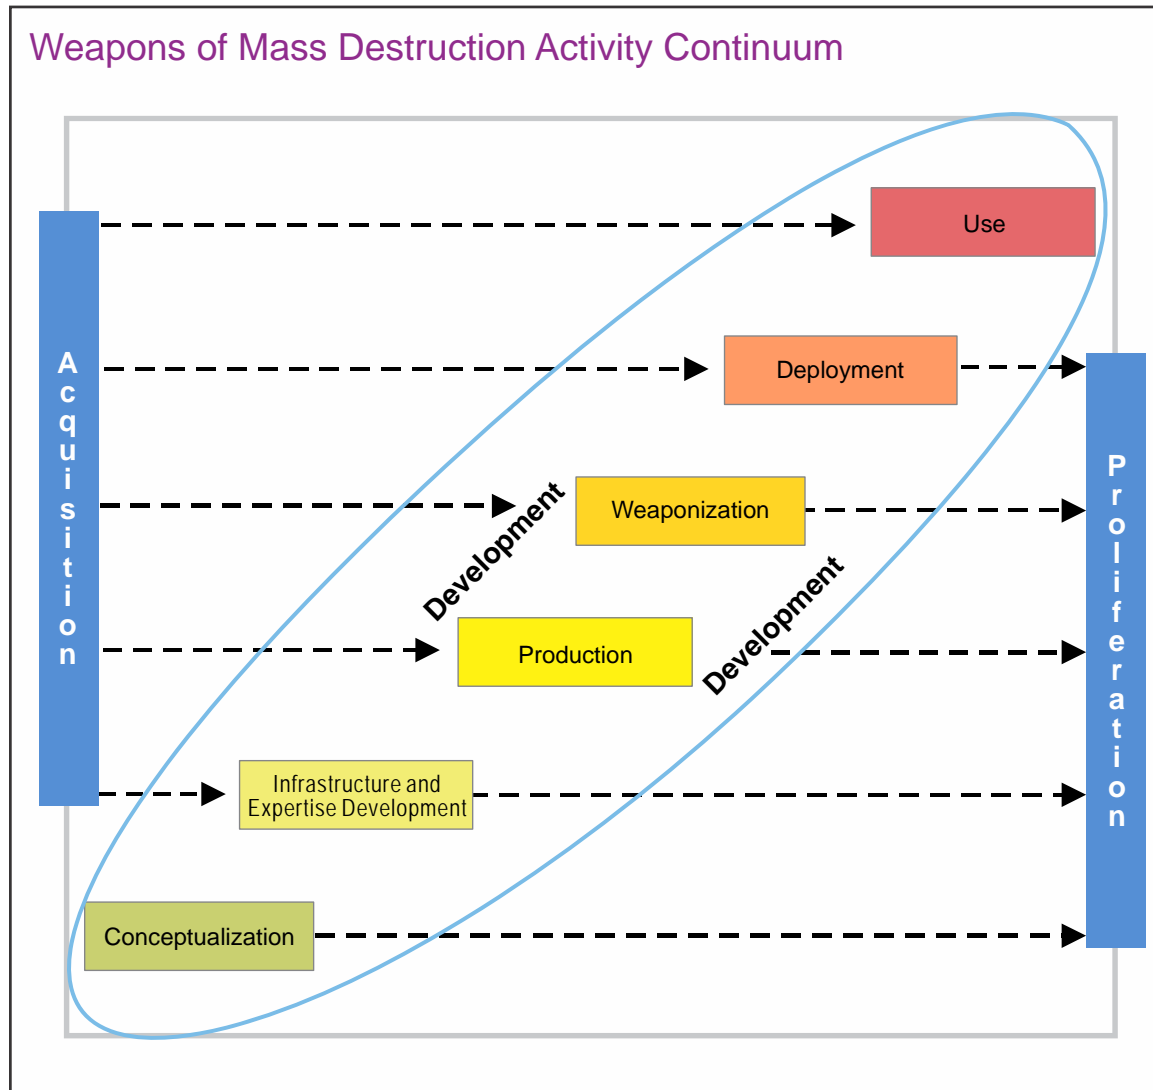 Weapons of Mass Destruction Activity Continuum
Use
Acquisition
Deployment
Proliferation
Weaponization
Development
Production
Development
Infrastructure and
Expertise Development
Conceptualization